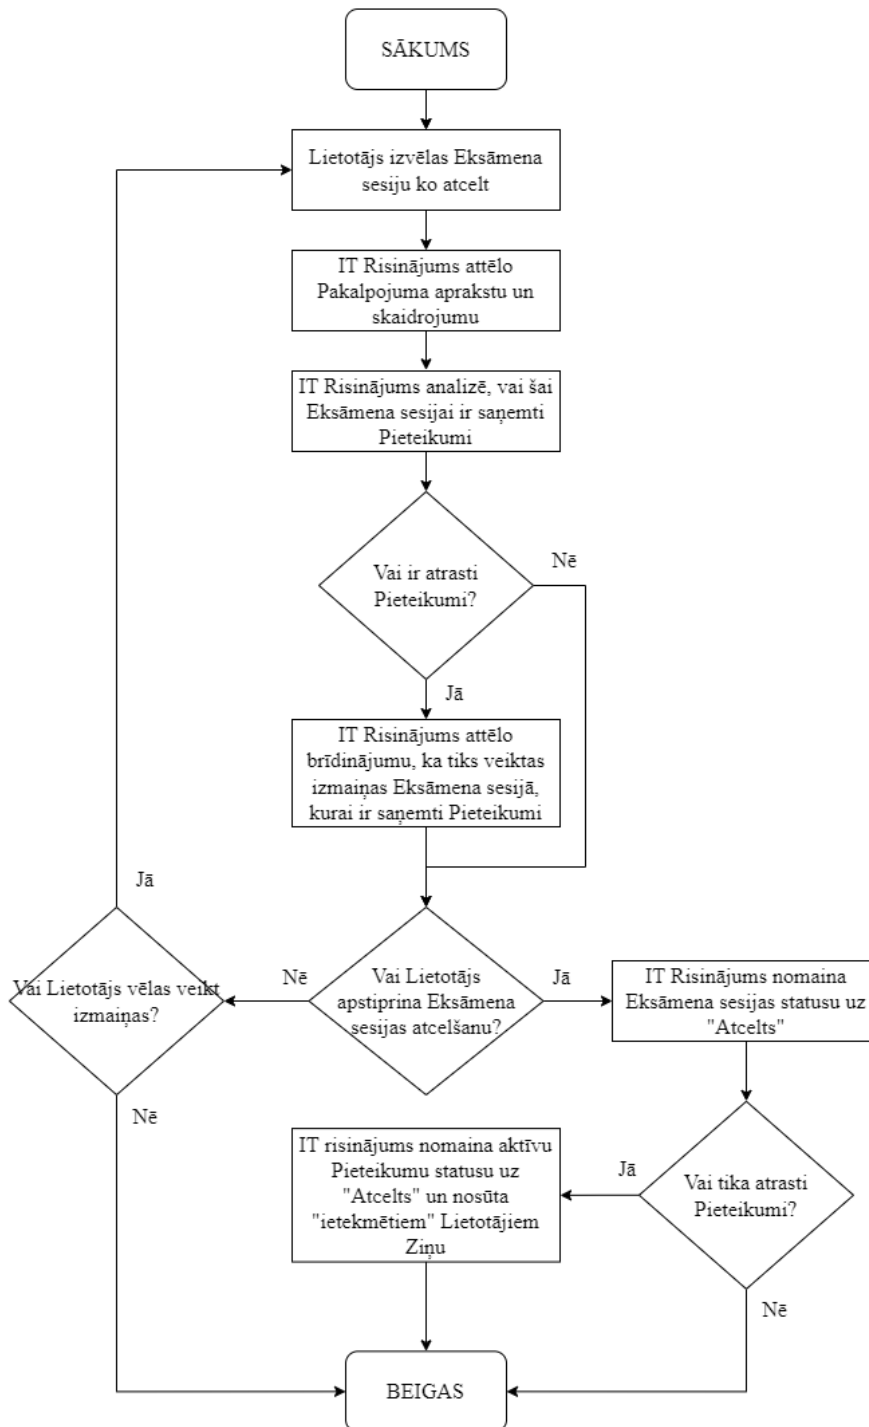 SĀKUMS
Lietotājs izvēlas Eksāmena
sesiju ko atcelt
IT Risinājums attēlo
Pakalpojuma aprakstu un
skaidrojumu
IT Risinājums analizē, vai šai
Eksāmena sesijai ir saņemti
Pieteikumi
Vai ir atrasti
Pieteikumi?
Nē
Jā
IT Risinājums attēlo
brīdinājumu, ka tiks veiktas
izmaiņas Eksāmena sesijā,
kurai ir saņemti Pieteikumi
Vai Lietotājs
apstiprina Eksāmena
sesijas atcelšanu?
Nē
Jā
Vai Lietotājs vēlas veikt
izmaiņas?
Jā
Nē
IT Risinājums nomaina
Eksāmena sesijas statusu uz
"Atcelts"
Vai tika atrasti
Pieteikumi?
Jā
Nē
IT risinājums nomaina aktīvu
Pieteikumu statusu uz
"Atcelts" un nosūta
"ietekmētiem" Lietotājiem
Ziņu
BEIGAS